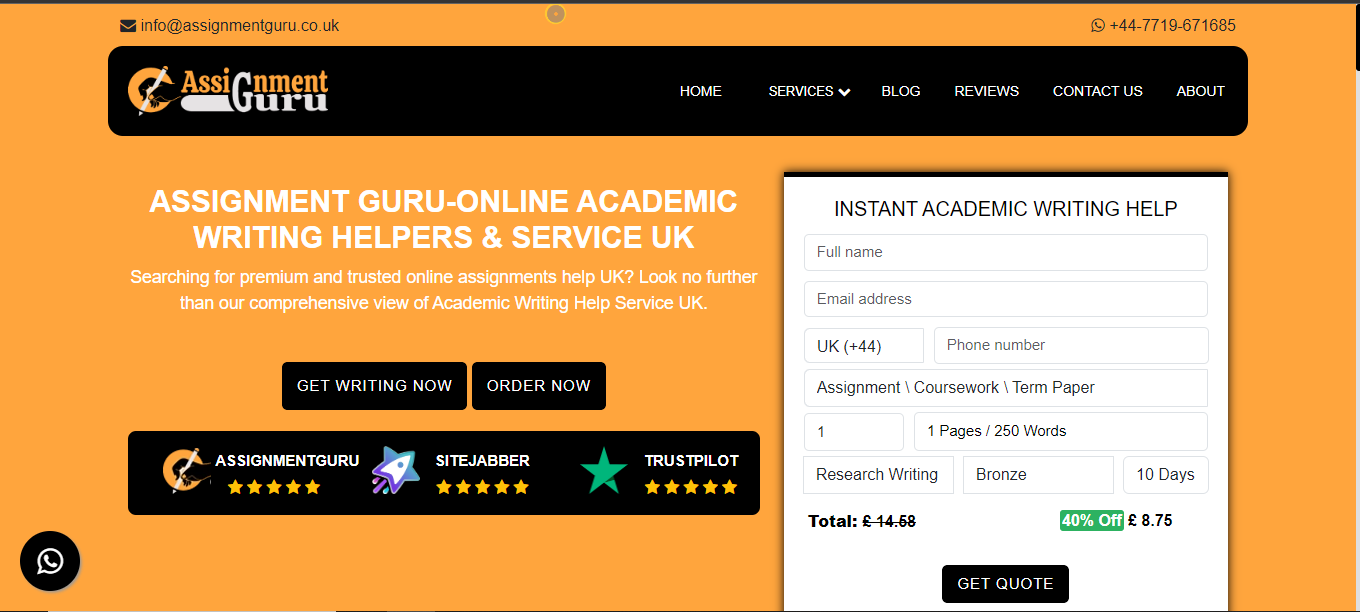 info@assignmentguru.co.uk
+44-7719-671685
AssiGnment
Guru
HOME
SERVICES
BLOG
REVIEWS
CONTACT US
ABOUT
ASSIGNMENT GURU-ONLINE ACADEMIC
WRITING HELPERS & SERVICE UK
Searching for premium and trusted online assignments help UK? Look no further
than our comprehensive view of Academic Writing Help Service UK.
GET WRITING NOW
ORDER NOW
ASSIGNMENTGURU
SITEJABBER
TRUSTPILOT
INSTANT ACADEMIC WRITING HELP
Full name
Email address
UK (+44)
Phone number
Assignment \ Coursework \ Term Paper
1
1 Pages / 250 Words
Research Writing
Bronze
10 Days
Total: £ 14.58
40% Off £ 8.75
GET QUOTE